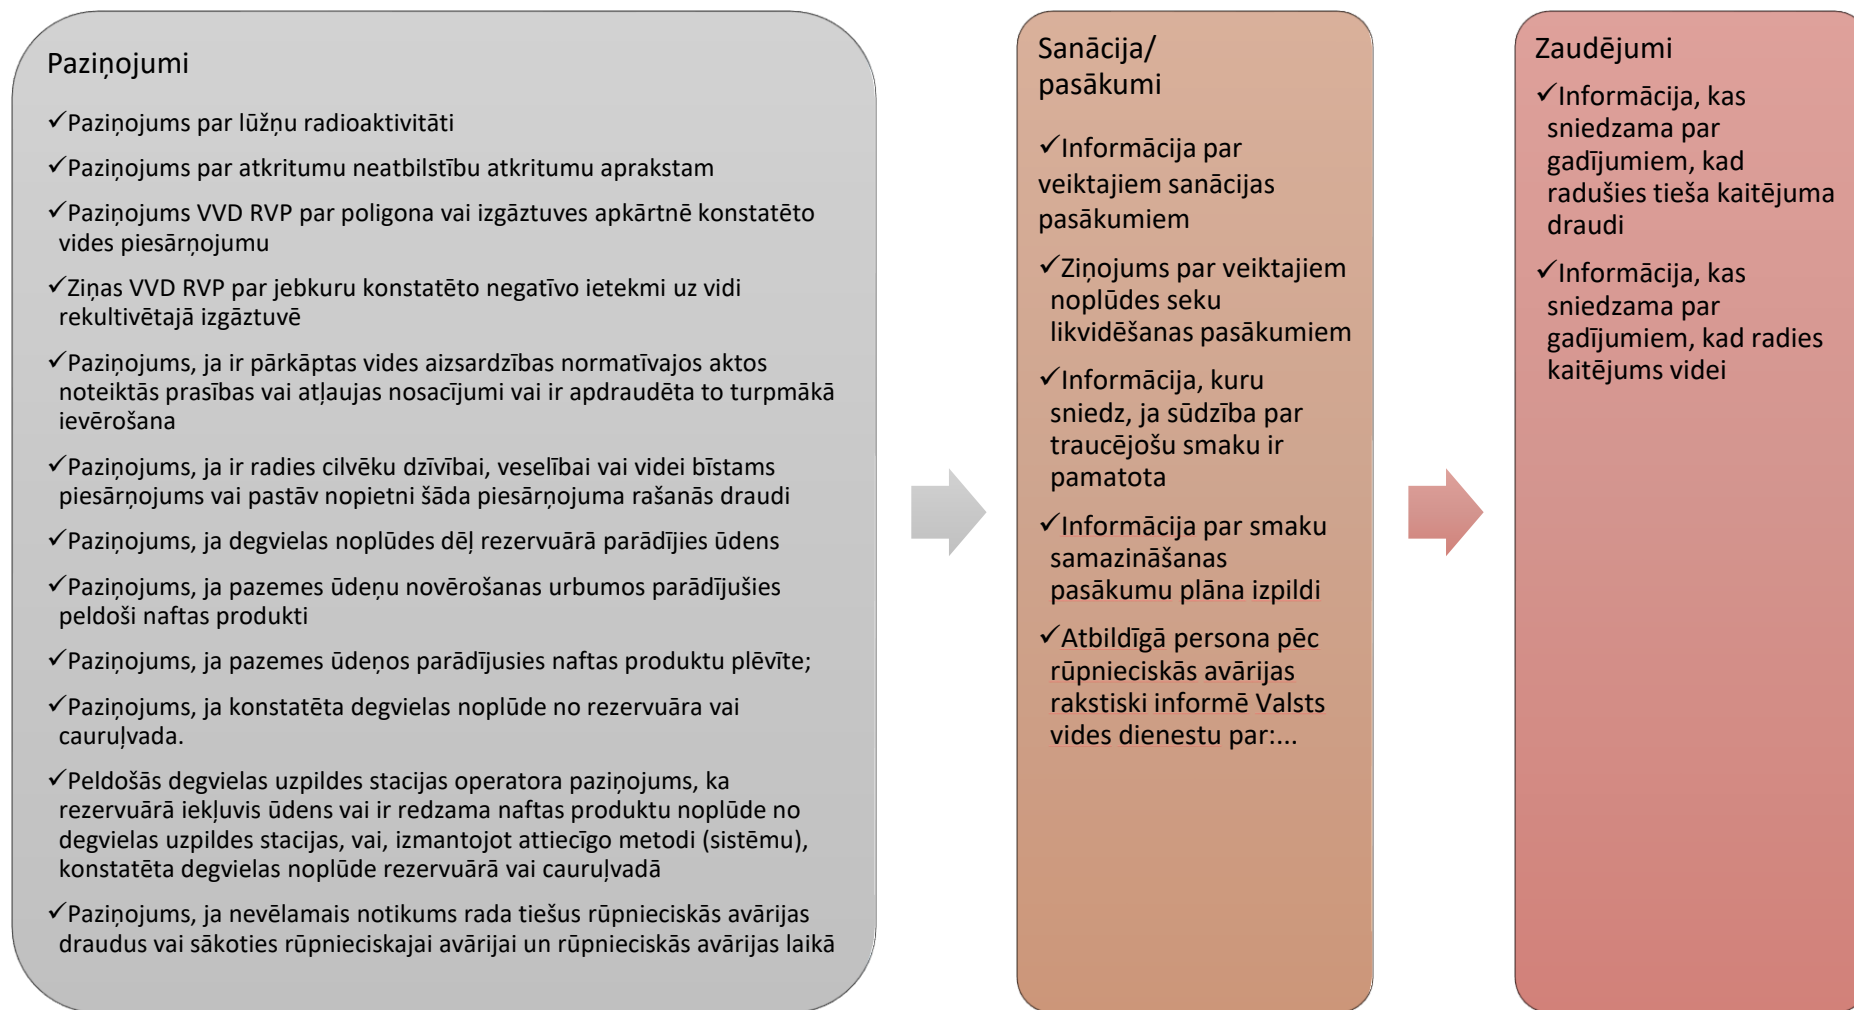 Paziņojumi
✓Paziņojums par lūžņu radioaktivitāti
✓Paziņojums par atkritumu neatbilstību atkritumu aprakstam
✓Paziņojums VVD RVP par poligona vai izgāztuves apkārtnē konstatēto
vides piesārņojumu
✓Ziņas VVD RVP par jebkuru konstatēto negatīvo ietekmi uz vidi
rekultivētajā izgāztuvē
✓Paziņojums, ja ir pārkāptas vides aizsardzības normatīvajos aktos
noteiktās prasības vai atļaujas nosacījumi vai ir apdraudēta to turpmākā
ievērošana
✓Paziņojums, ja ir radies cilvēku dzīvībai, veselībai vai videi bīstams
piesārņojums vai pastāv nopietni šāda piesārņojuma rašanās draudi
✓Paziņojums, ja degvielas noplūdes dēļ rezervuārā parādījies ūdens
✓Paziņojums, ja pazemes ūdeņu novērošanas urbumos parādījušies
peldoši naftas produkti
✓Paziņojums, ja pazemes ūdeņos parādījusies naftas produktu plēvīte;
✓Paziņojums, ja konstatēta degvielas noplūde no rezervuāra vai
cauruļvada.
✓Peldošās degvielas uzpildes stacijas operatora paziņojums, ka
rezervuārā iekļuvis ūdens vai ir redzama naftas produktu noplūde no
degvielas uzpildes stacijas, vai, izmantojot attiecīgo metodi (sistēmu),
konstatēta degvielas noplūde rezervuārā vai cauruļvadā
✓Paziņojums, ja nevēlamais notikums rada tiešus rūpnieciskās avārijas
draudus vai sākoties rūpnieciskajai avārijai un rūpnieciskās avārijas laikā
Sanācija/
pasākumi
✓Informācija par
veiktajiem sanācijas
pasākumiem
✓Ziņojums par veiktajiem
noplūdes seku
likvidēšanas pasākumiem
✓Informācija, kuru
sniedz, ja sūdzība par
traucējošu smaku ir
pamatota
✓Informācija par smaku
samazināšanas
pasākumu plāna izpildi
✓Atbildīgā persona pēc
rūpnieciskās avārijas
rakstiski informē Valsts
vides dienestu par:...
Zaudējumi
✓Informācija, kas
sniedzama par
gadījumiem, kad
radušies tieša kaitējuma
draudi
✓Informācija, kas
sniedzama par
gadījumiem, kad radies
kaitējums videi